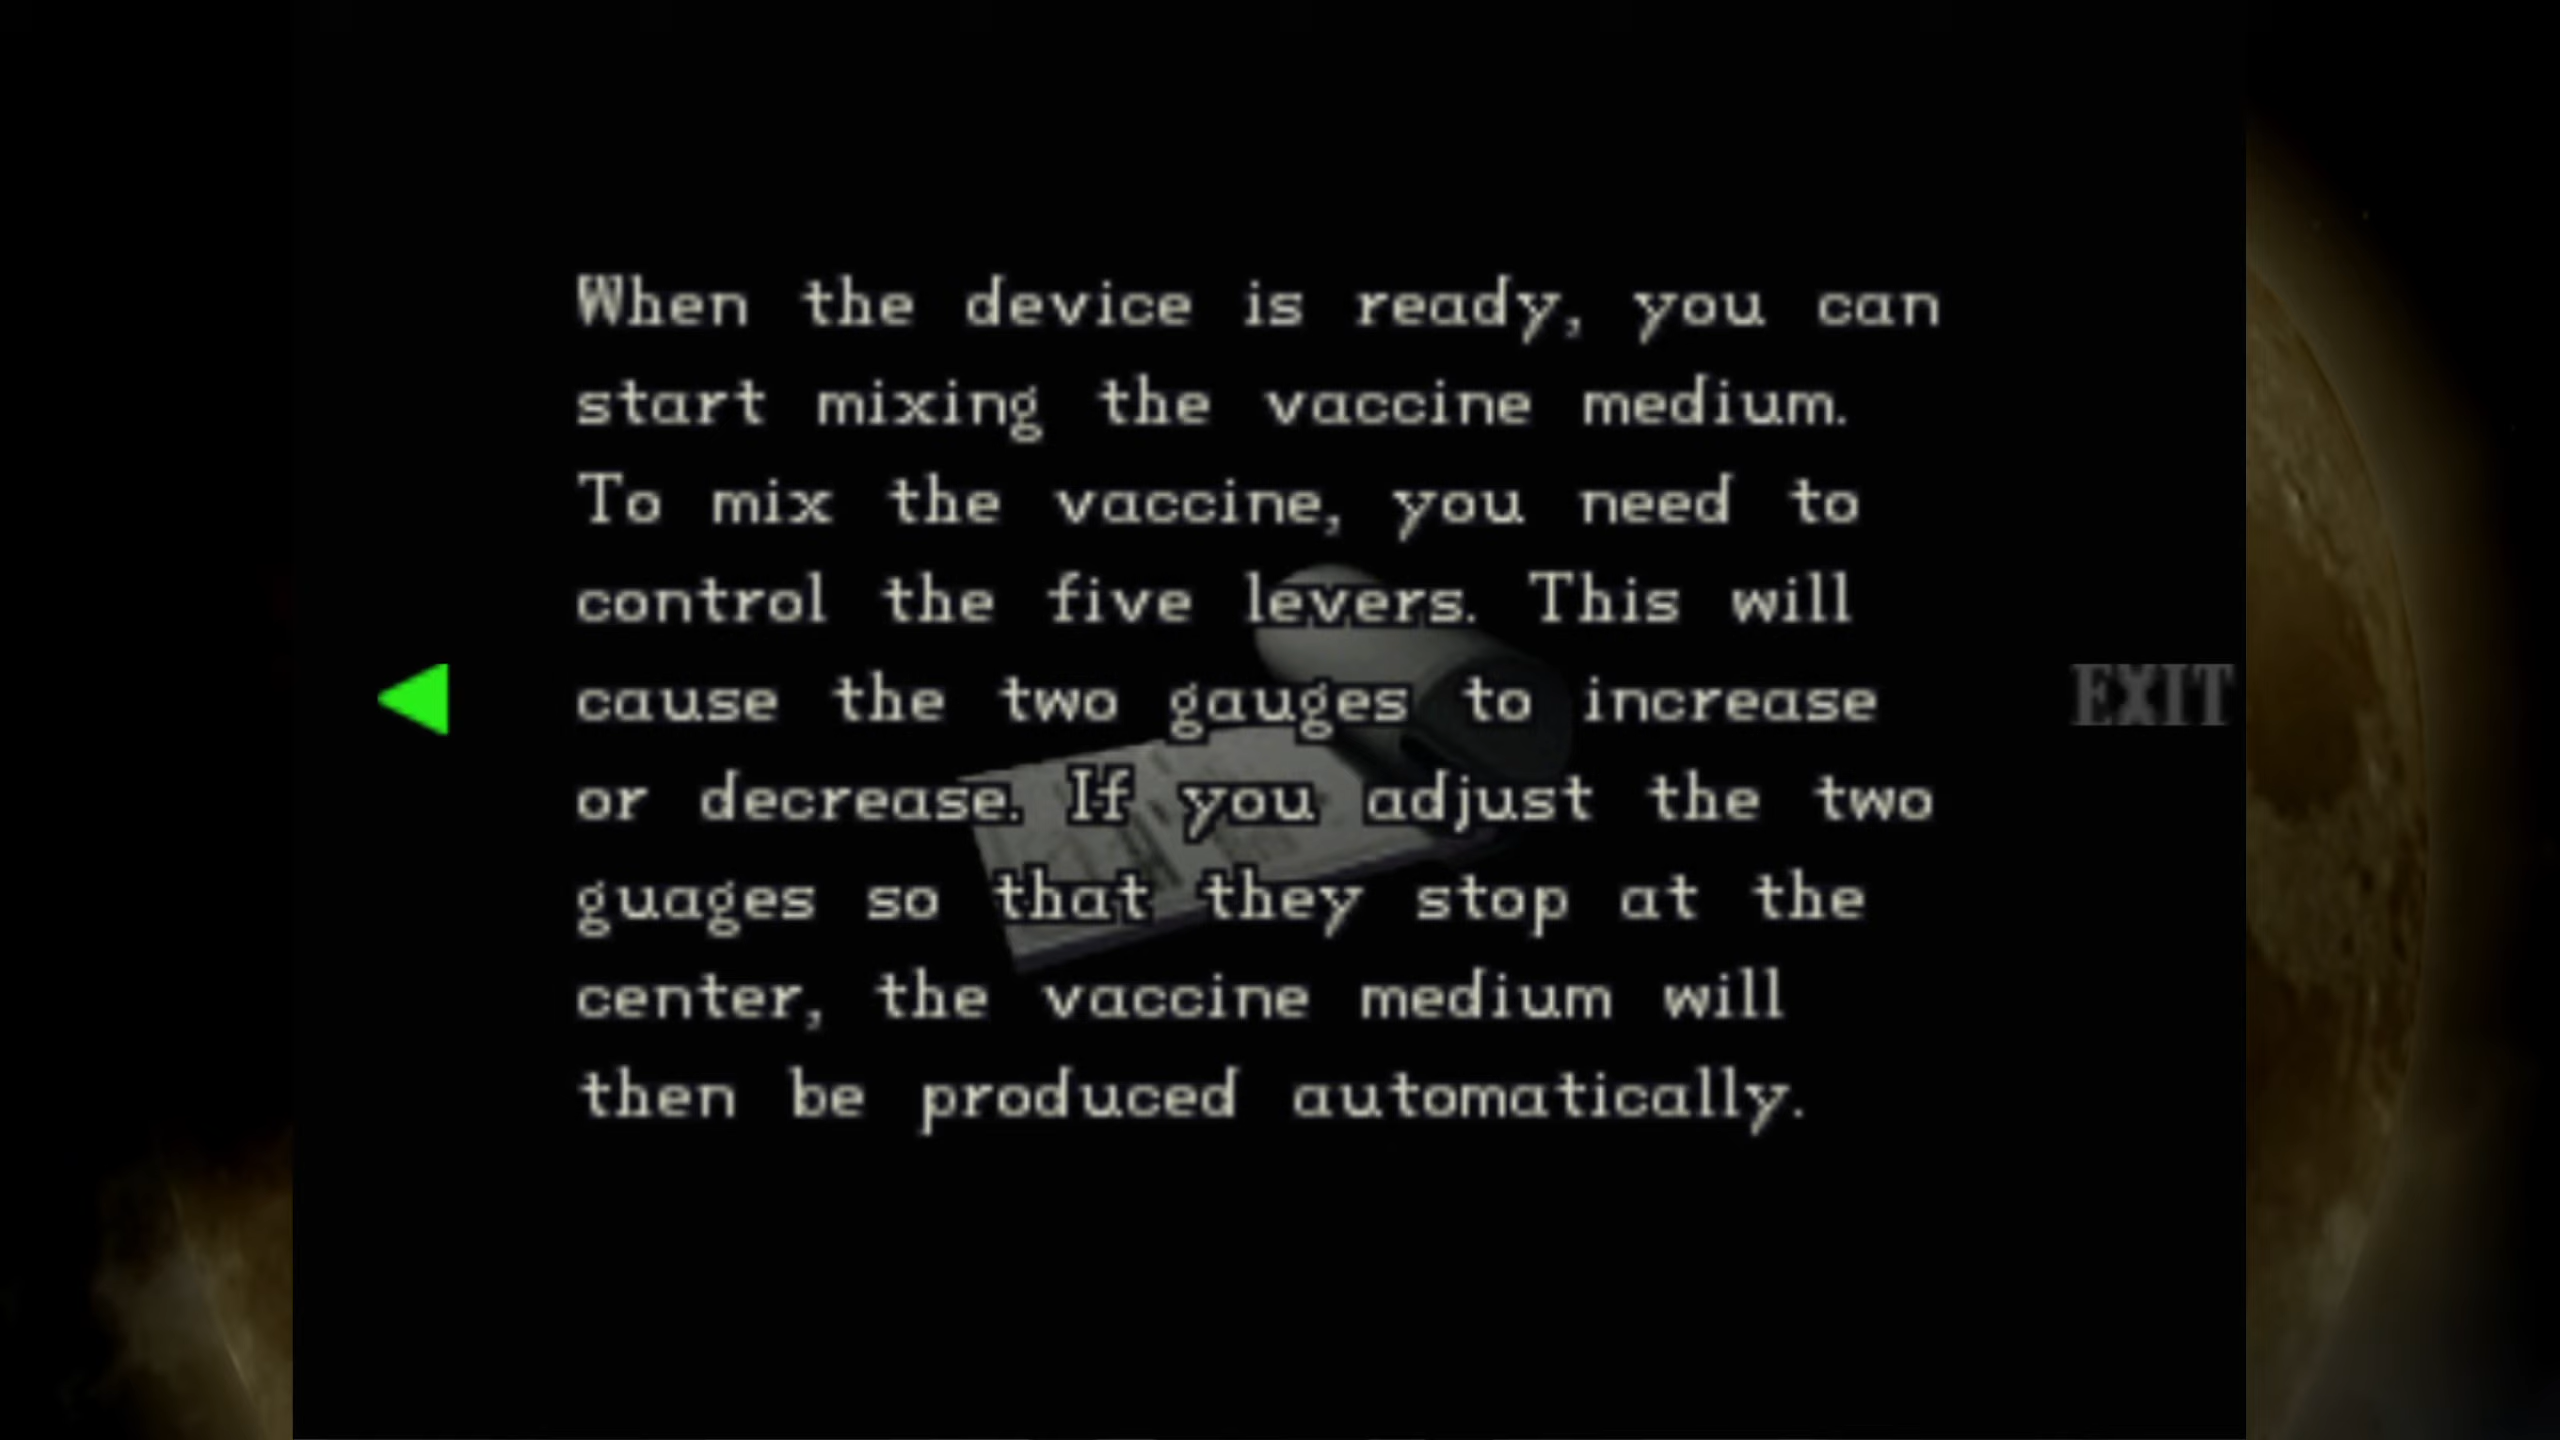 When the device is ready, you can
start mixing the vaccine medium.
To mix the vaccine, you need to
control the five levers. This will
cause the two gauges to increase
or decrease. If you adjust the two
guages so that they stop at the
center, the vaccine medium will
then be produced automatically.
EXIT